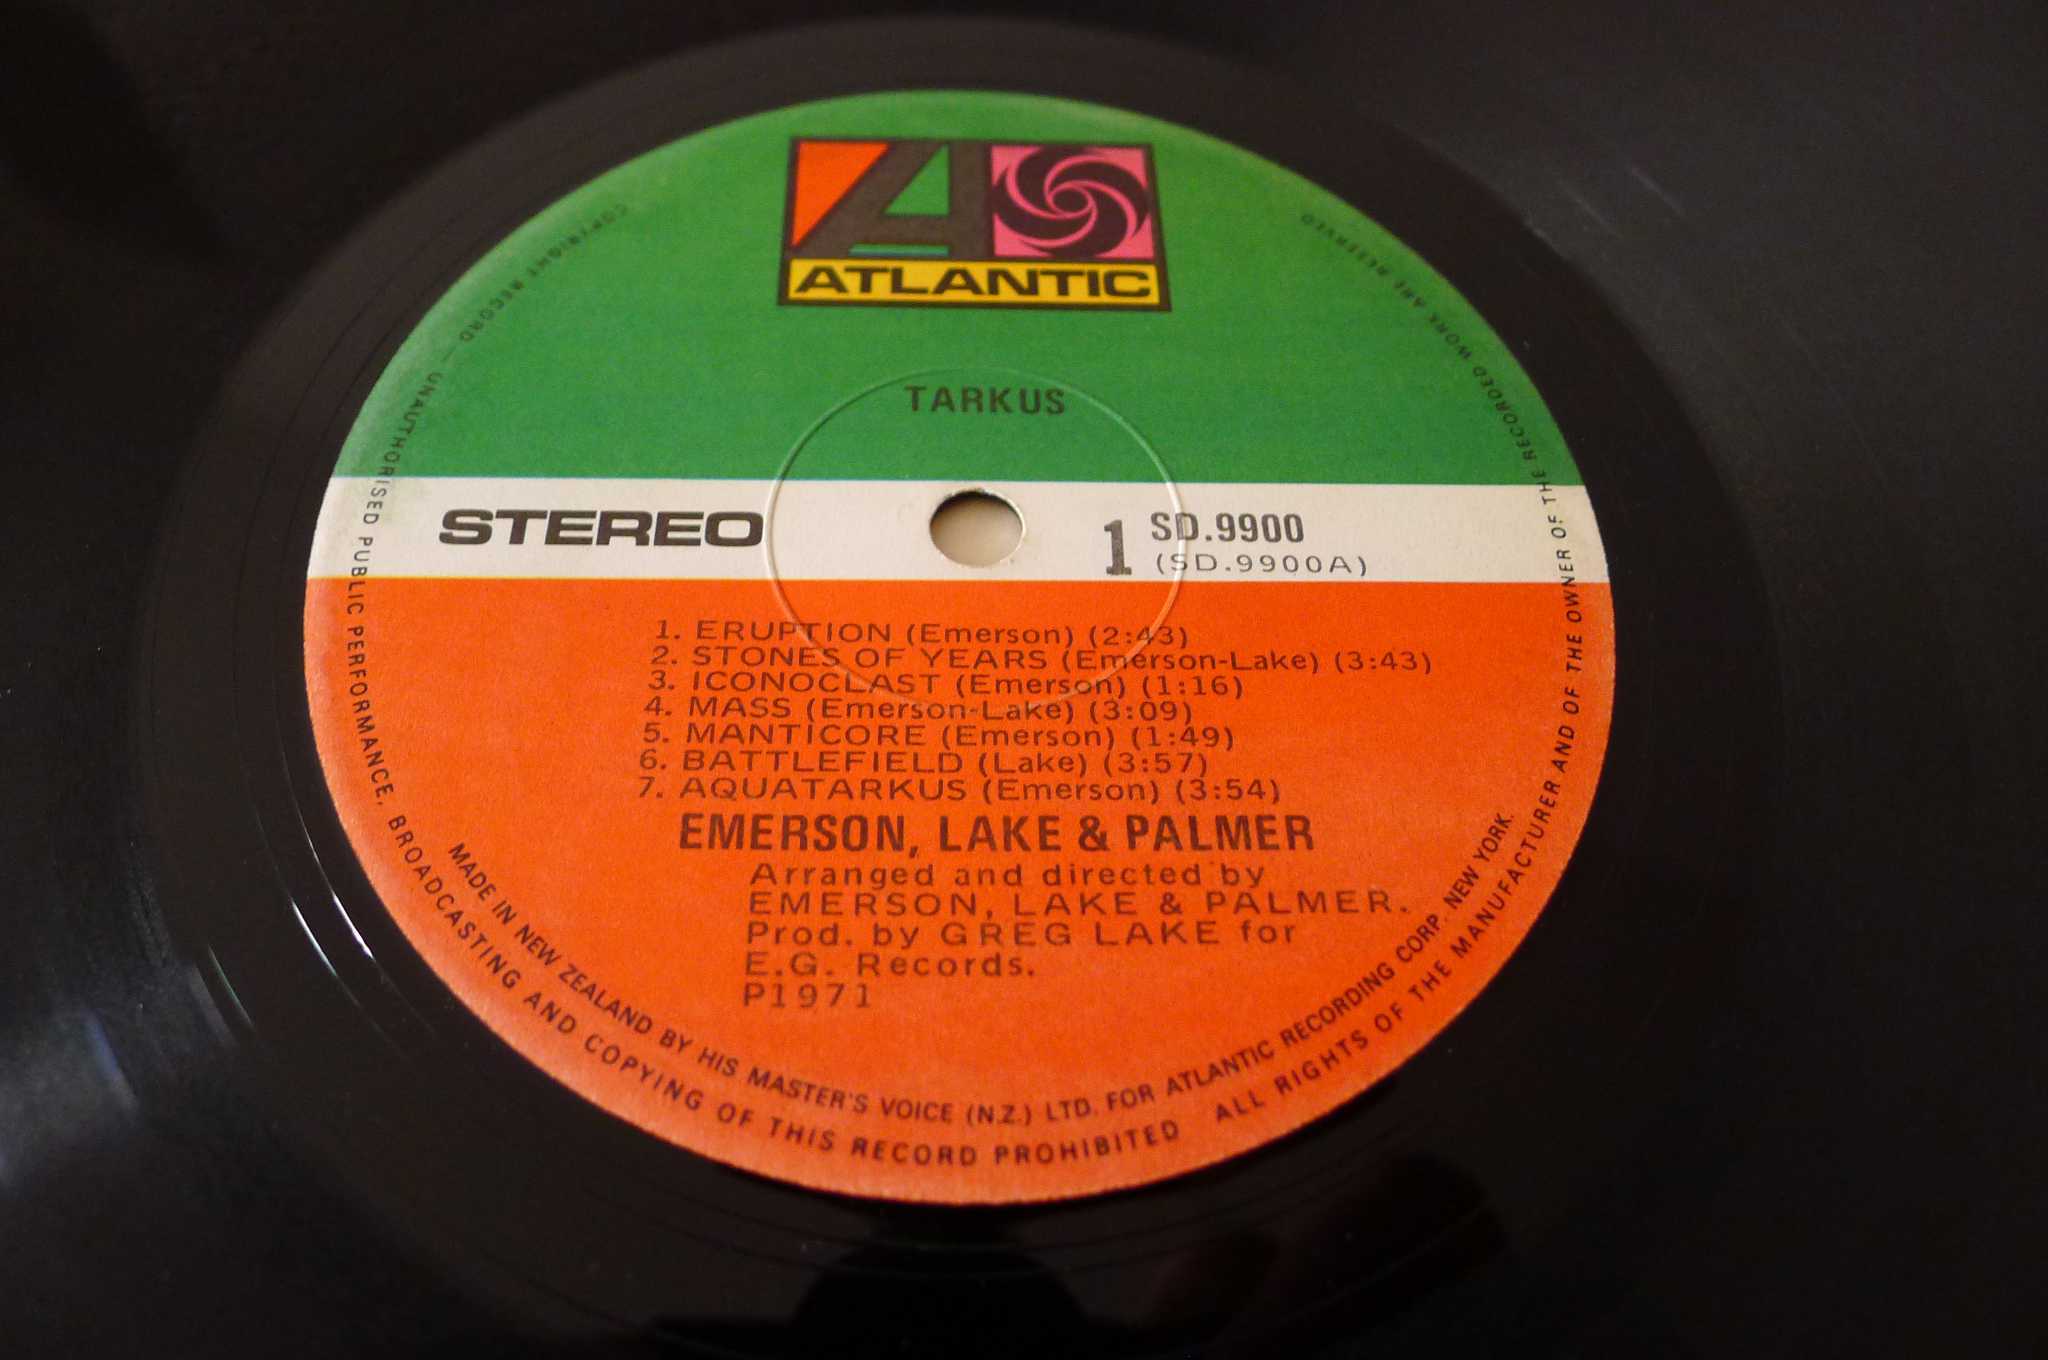 ATLANTIC
TARKUS
STEREO
1
SD.9900
(SD.9900A)
1. ERUPTION (Emerson) (2:43)
2. STONES OF YEARS (Emerson-Lake) (3:43)
3. ICONOCLAST (Emerson) (1:16)
4. MASS (Emerson-Lake) (3:09)
5. MANTICORE (Emerson) (1:49)
6. BATTLEFIELD (Lake) (3:57)
7. AQUATARKUS (Emerson) (3:54)
EMERSON, LAKE & PALMER
Arranged and directed by
EMERSON, LAKE & PALMER.
Prod. by GREG LAKE for
E.G. Records.
P1971
MADE IN NEW ZEALAND BY HIS MASTER'S VOICE (N.Z.) LTD. FOR ATLANTIC RECORDING CORP. NEW YORK.
COPYRIGHT RECORD – UNAUTHORISED PUBLIC PERFORMANCE, BROADCASTING AND COPYING OF THIS RECORD PROHIBITED ALL RIGHTS OF THE MANUFACTURER AND OF THE OWNER OF THE RECORDED WORK ARE RESERVED